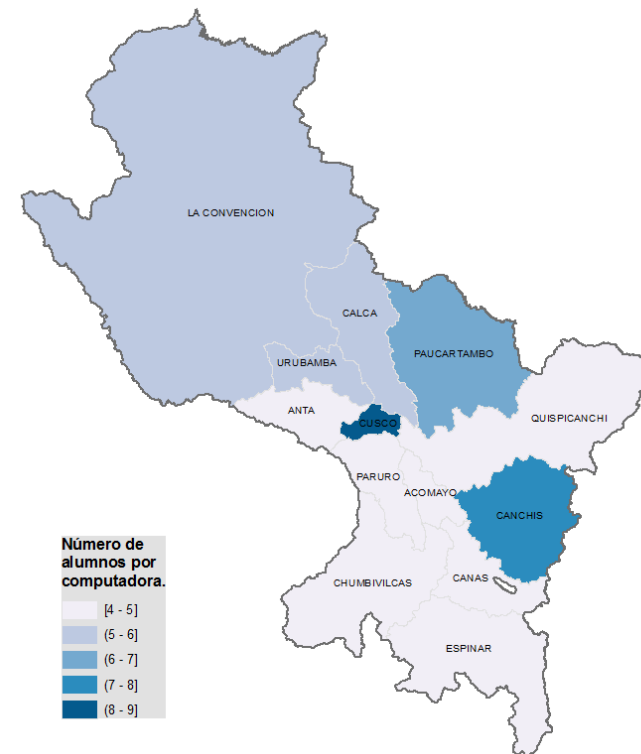 LA CONVENCION
CALCA
PAUCARTAMBO
URUBAMBA
ANTA
QUISPICANCHI
CUSCO
PARURO
ACOMAYO
CANCHIS
CHUMBIVILCAS
CANAS
ESPINAR
Número de
alumnos por
computadora.
[4 - 5]
(5 - 6]
(6 - 7]
(7 - 8]
(8 - 9]